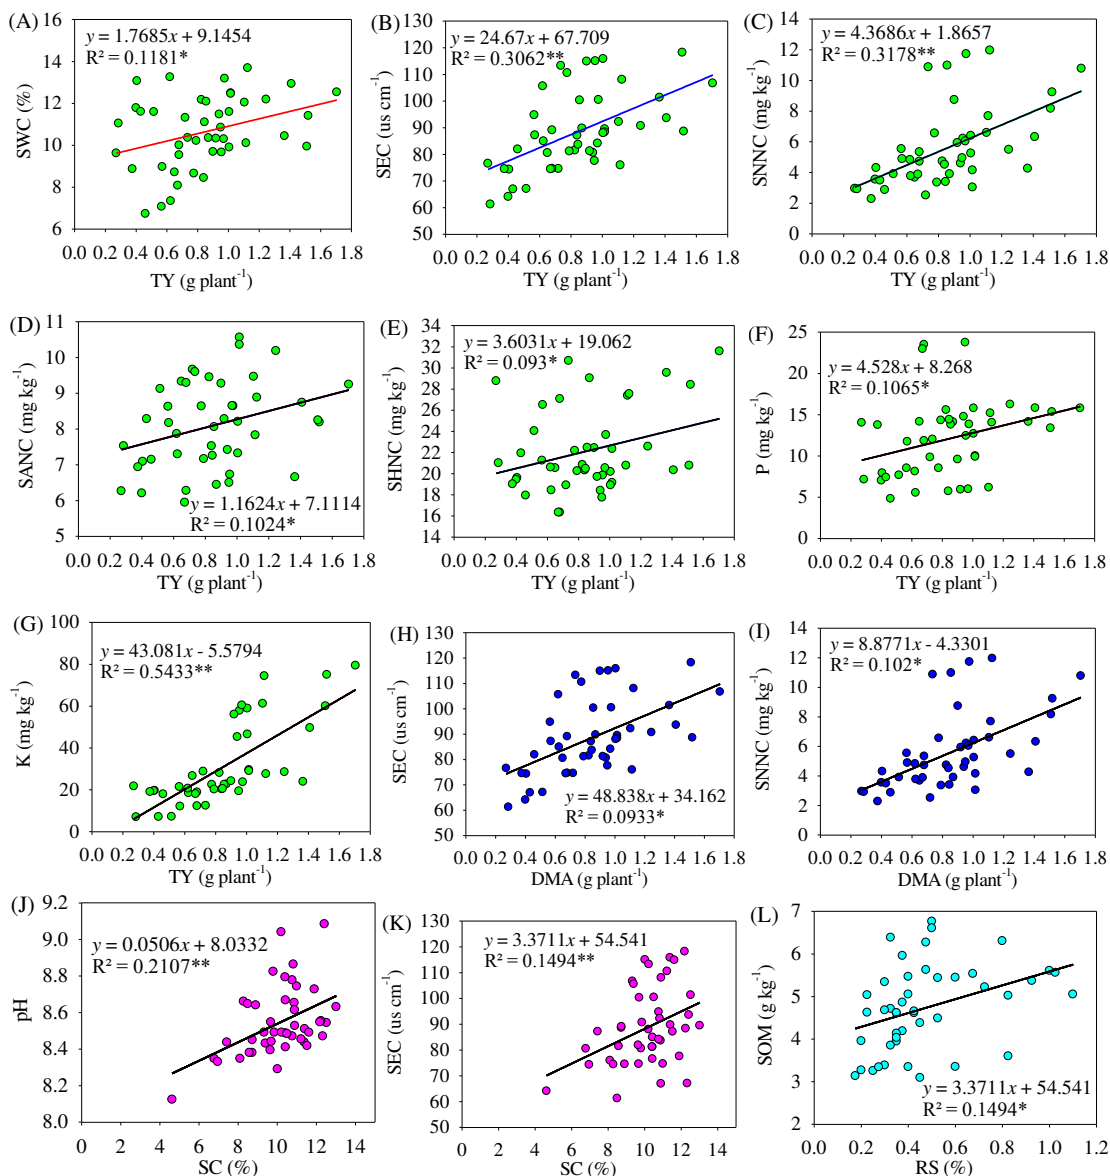 (A)
y = 1.7685x + 9.1454
R² = 0.1181*
SWC (%)
16
14
12
10
8
6
0.0 0.2 0.4 0.6 0.8 1.0 1.2 1.4 1.6 1.8
TY (g plant⁻¹)
(B)
y = 24.67x + 67.709
R² = 0.3062**
SEC (us cm⁻¹)
130
120
110
100
90
80
70
60
50
0.0 0.2 0.4 0.6 0.8 1.0 1.2 1.4 1.6 1.8
TY (g plant⁻¹)
(C)
y = 4.3686x + 1.8657
R² = 0.3178**
SNNC (mg kg⁻¹)
14
12
10
8
6
4
2
0
0.0 0.2 0.4 0.6 0.8 1.0 1.2 1.4 1.6 1.8
TY (g plant⁻¹)
(D)
SANC (mg kg⁻¹)
11
10
9
8
7
6
5
y = 1.1624x + 7.1114
R² = 0.1024*
0.0 0.2 0.4 0.6 0.8 1.0 1.2 1.4 1.6 1.8
TY (g plant⁻¹)
(E)
y = 3.6031x + 19.062
R² = 0.093*
SHNC (mg kg⁻¹)
34
32
30
28
26
24
22
20
18
16
14
0.0 0.2 0.4 0.6 0.8 1.0 1.2 1.4 1.6 1.8
TY (g plant⁻¹)
(F)
y = 4.528x + 8.268
R² = 0.1065*
P (mg kg⁻¹)
25
20
15
10
5
0
0.0 0.2 0.4 0.6 0.8 1.0 1.2 1.4 1.6 1.8
TY (g plant⁻¹)
(G)
y = 43.081x - 5.5794
R² = 0.5433**
K (mg kg⁻¹)
100
80
60
40
20
0
0.0 0.2 0.4 0.6 0.8 1.0 1.2 1.4 1.6 1.8
TY (g plant⁻¹)
(H)
SEC (us cm⁻¹)
130
120
110
100
90
80
70
60
50
y = 48.838x + 34.162
R² = 0.0933*
0.0 0.2 0.4 0.6 0.8 1.0 1.2 1.4 1.6 1.8
DMA (g plant⁻¹)
(I)
y = 8.8771x - 4.3301
R² = 0.102*
SNNC (mg kg⁻¹)
14
12
10
8
6
4
2
0
0.0 0.2 0.4 0.6 0.8 1.0 1.2 1.4 1.6 1.8
DMA (g plant⁻¹)
(J)
y = 0.0506x + 8.0332
R² = 0.2107**
pH
9.2
9.0
8.8
8.6
8.4
8.2
8.0
0 2 4 6 8 10 12 14
SC (%)
(K)
y = 3.3711x + 54.541
R² = 0.1494**
SEC (us cm⁻¹)
130
120
110
100
90
80
70
60
50
0 2 4 6 8 10 12 14
SC (%)
(L)
SOM (g kg⁻¹)
7
6
5
4
3
2
y = 3.3711x + 54.541
R² = 0.1494*
0.0 0.2 0.4 0.6 0.8 1.0 1.2
RS (%)